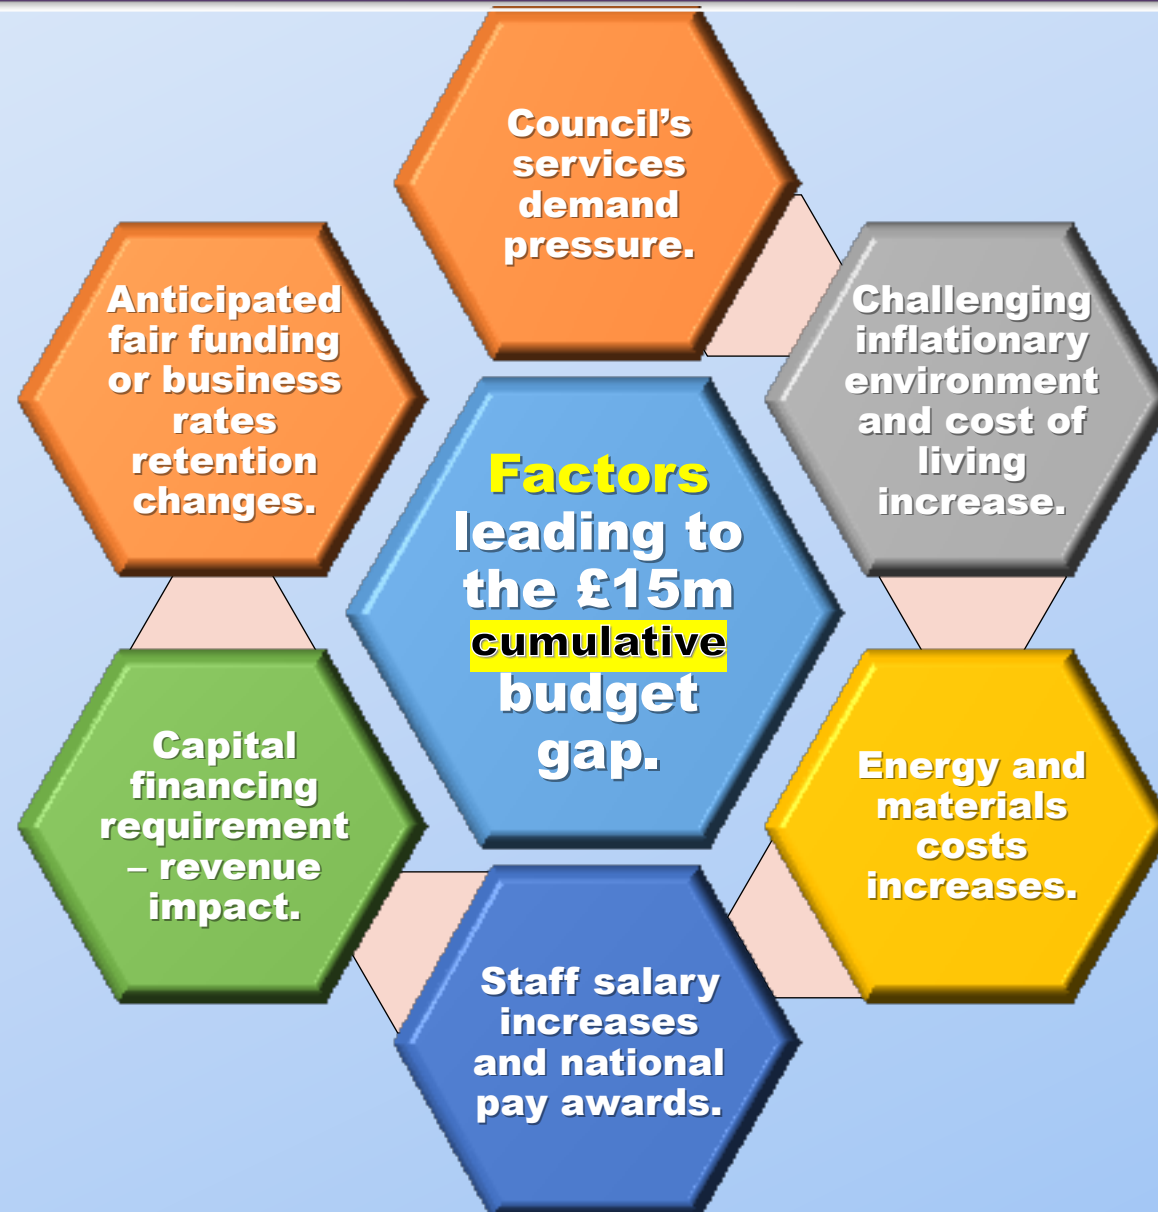 Council’s
services
demand
pressure.
Challenging
inflationary
environment
and cost of
living
increase.
Energy and
materials
costs
increases.
Staff salary
increases
and national
pay awards.
Capital
financing
requirement
– revenue
impact.
Anticipated
fair funding
or business
rates
retention
changes.
Factors
leading to
the £15m
cumulative
budget
gap.